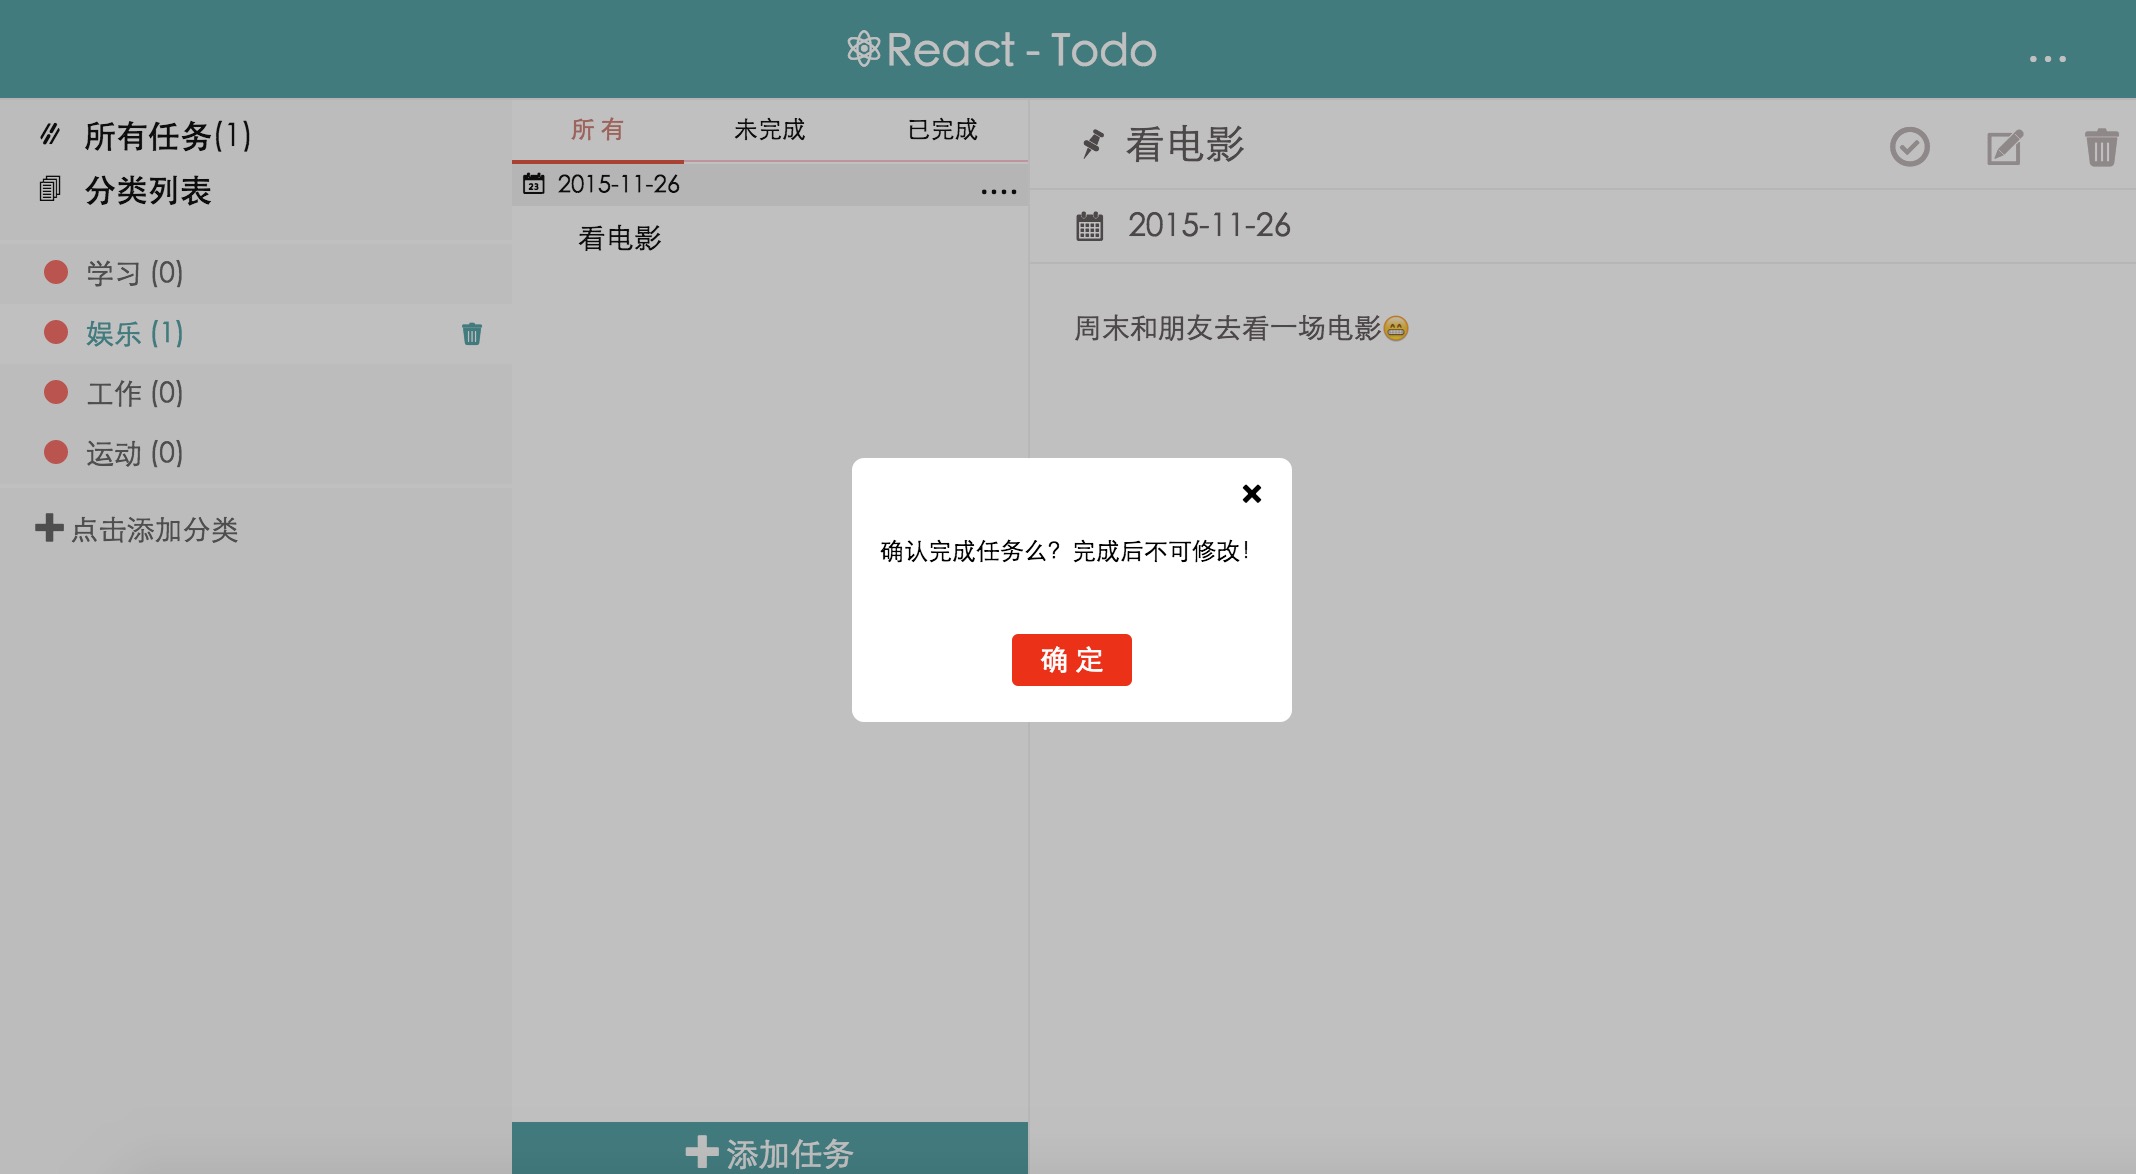 React - Todo
...
所有任务(1)
分类列表
学习 (0)
娱乐 (1)
工作 (0)
运动 (0)
点击添加分类
所 有
未完成
已完成
23
2015-11-26
....
看电影
添加任务
看电影
2015-11-26
周末和朋友去看一场电影😁
确认完成任务么？完成后不可修改！
确 定